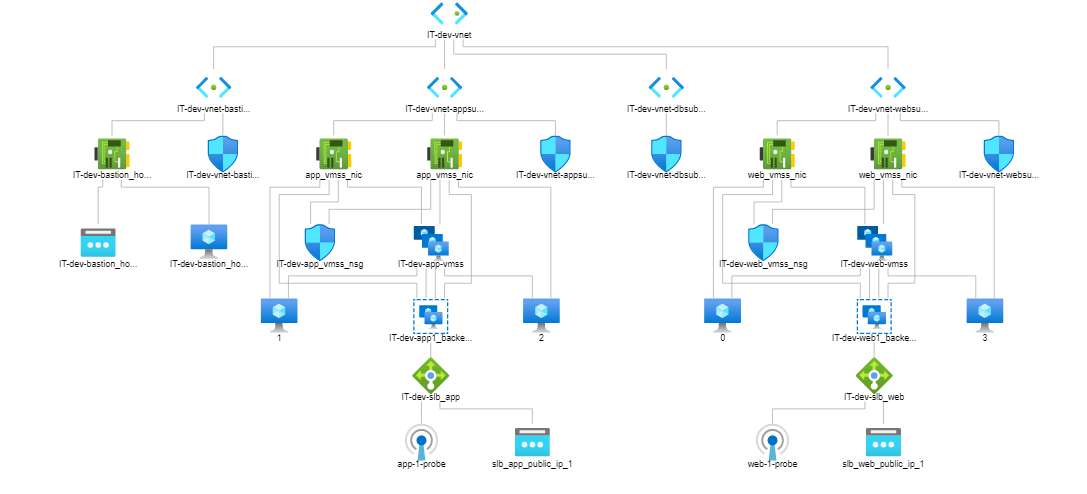 IT-dev-vnet
IT-dev-vnet-basti...
IT-dev-vnet-appsu...
IT-dev-vnet-dbsub...
IT-dev-vnet-websu...
IT-dev-bastion_ho...
IT-dev-vnet-basti...
app_vmss_nic
app_vmss_nic
IT-dev-vnet-appsu...
IT-dev-vnet-dbsub...
web_vmss_nic
web_vmss_nic
IT-dev-vnet-websu...
IT-dev-bastion_ho...
IT-dev-bastion_ho...
IT-dev-app_vmss_nsg
IT-dev-app-vmss
IT-dev-web_vmss_nsg
IT-dev-web-vmss
1
IT-dev-app1_backe...
2
0
IT-dev-web1_backe...
3
IT-dev-slb_app
IT-dev-slb_web
app-1-probe
slb_app_public_ip_1
web-1-probe
slb_web_public_ip_1